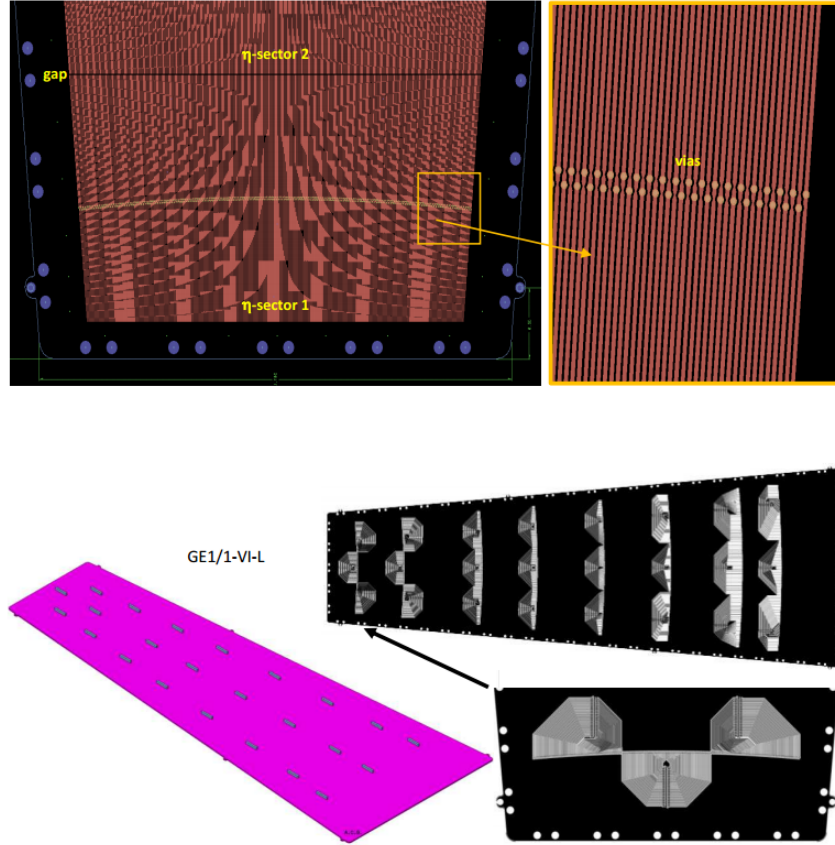 η-sector 2
gap
vias
η-sector 1
GE1/1-VI-L